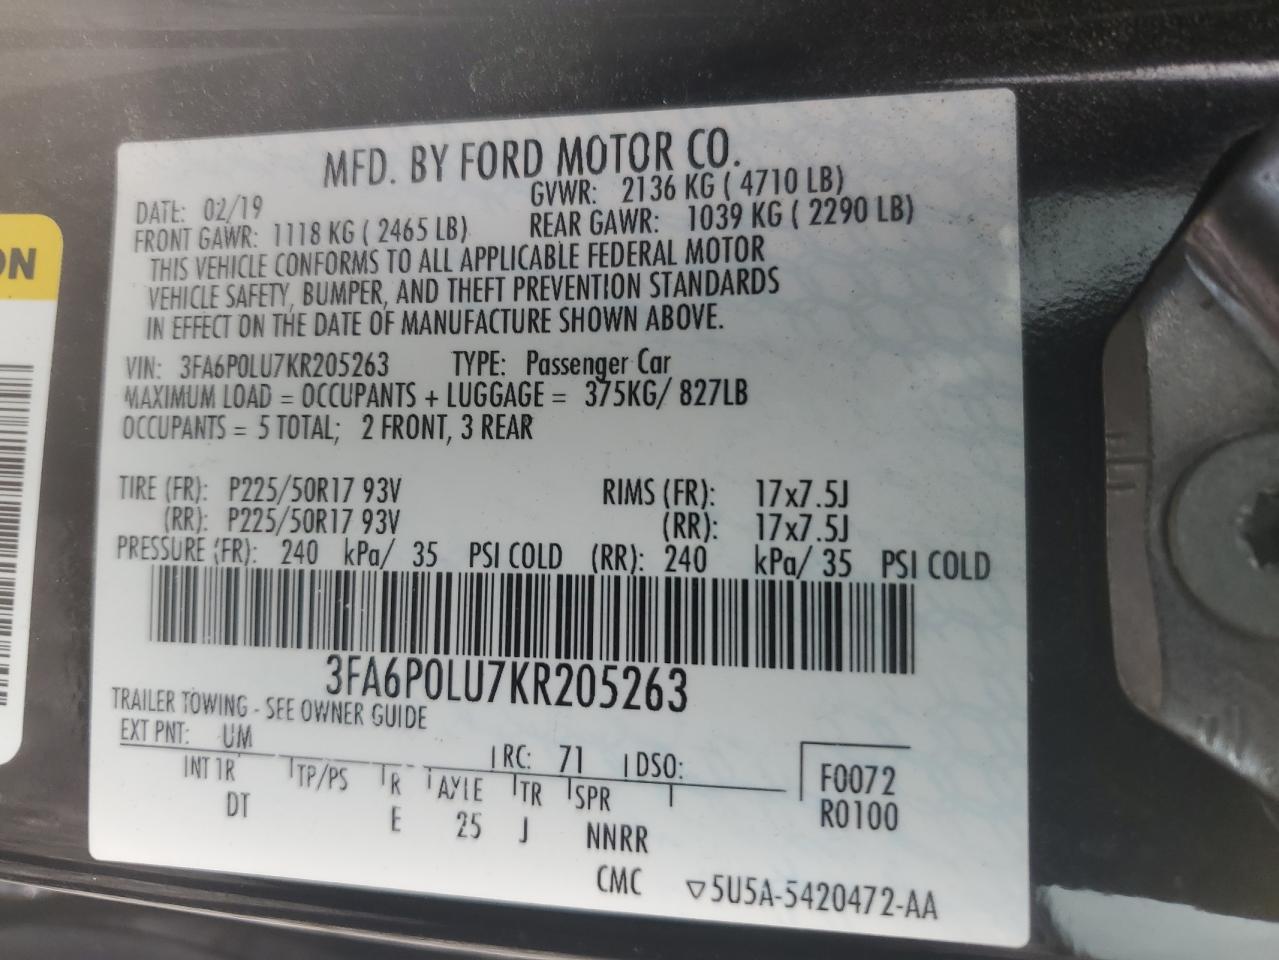 MFD. BY FORD MOTOR CO.
DATE: 02/19 GVWR: 2136 KG ( 4710 LB)
FRONT GAWR: 1118 KG ( 2465 LB) REAR GAWR: 1039 KG ( 2290 LB)
THIS VEHICLE CONFORMS TO ALL APPLICABLE FEDERAL MOTOR
VEHICLE SAFETY, BUMPER, AND THEFT PREVENTION STANDARDS
IN EFFECT ON THE DATE OF MANUFACTURE SHOWN ABOVE.
VIN: 3FA6P0LU7KR205263 TYPE: Passenger Car
MAXIMUM LOAD = OCCUPANTS + LUGGAGE = 375KG/ 827LB
OCCUPANTS = 5 TOTAL; 2 FRONT, 3 REAR
TIRE (FR): P225/50R17 93V RIMS (FR): 17x7.5J
(RR): P225/50R17 93V (RR): 17x7.5J
PRESSURE (FR): 240 kPa/ 35 PSI COLD (RR): 240 kPa/ 35 PSI COLD
3FA6P0LU7KR205263
TRAILER TOWING - SEE OWNER GUIDE
EXT PNT: UM RC: 71 DSO:
INT TR TP/PS R AXLE TR SPR F0072
DT E 25 J NNRR R0100
CMC ▽5U5A-5420472-AA
ON